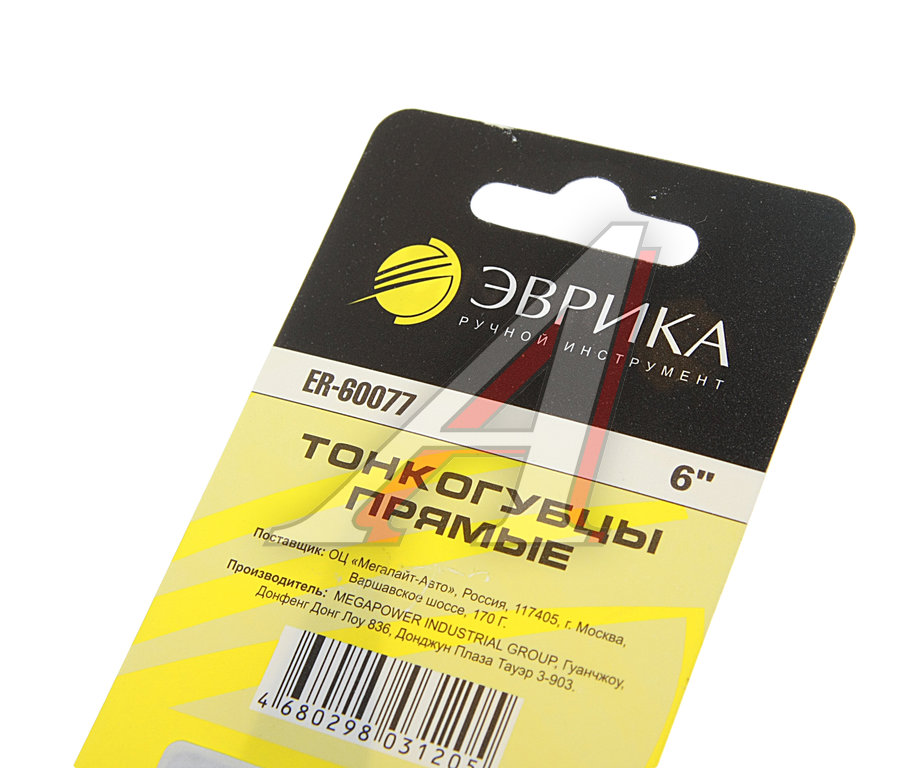 ЭВРИКА
РУЧНОЙ ИНСТРУМЕНТ
ER-60077 6"
ТОНКОГУБЦЫ
ПРЯМЫЕ
Поставщик: ОЦ «Мегалайт-Авто», Россия, 117405, г. Москва,
Варшавское шоссе, 170 Г.
Производитель: MEGAPOWER INDUSTRIAL GROUP, Гуанчжоу,
Донфенг Донг Лоу 836, Донджун Плаза Тауэр 3-903.
4 680298 031205